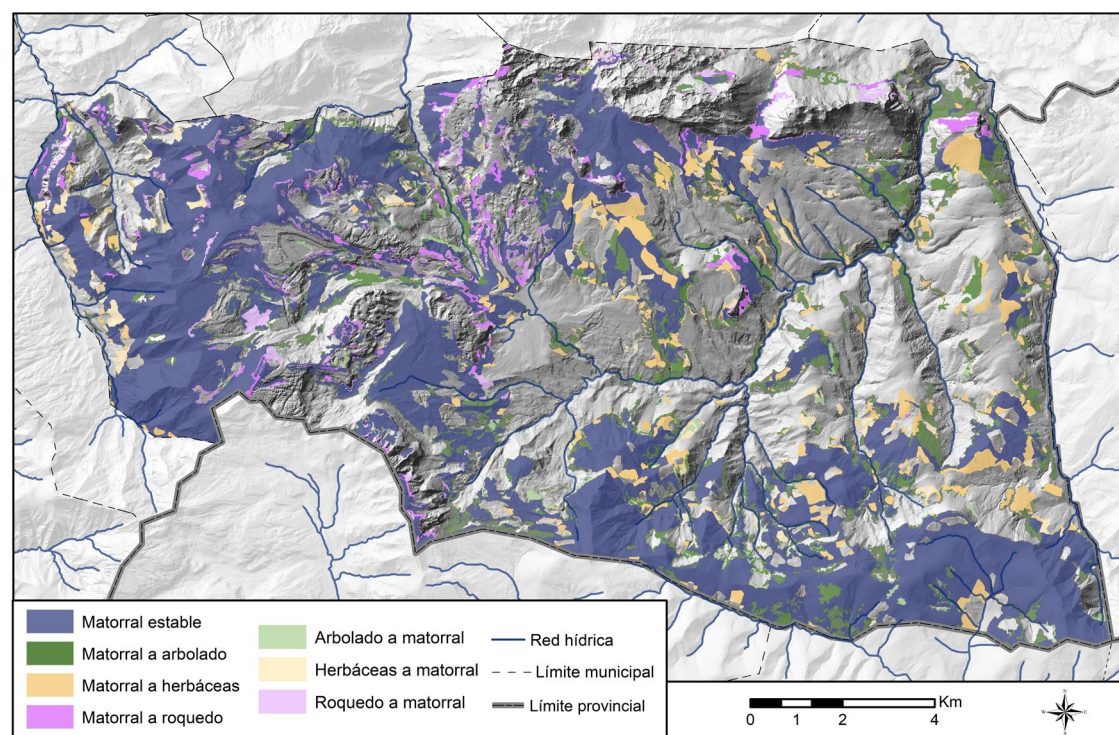 Matorral estable
Matorral a arbolado
Matorral a herbáceas
Matorral a roquedo
Arbolado a matorral
Herbáceas a matorral
Roquedo a matorral
Red hídrica
Límite municipal
Límite provincial
Km
0 1 2 4
N
W E
S